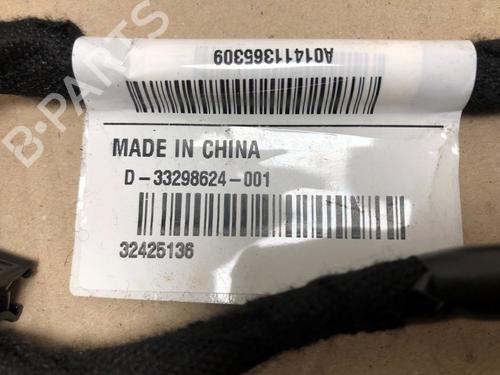 A01411365309
MADE IN CHINA
D-33298624-001
32425136
B-PARTS